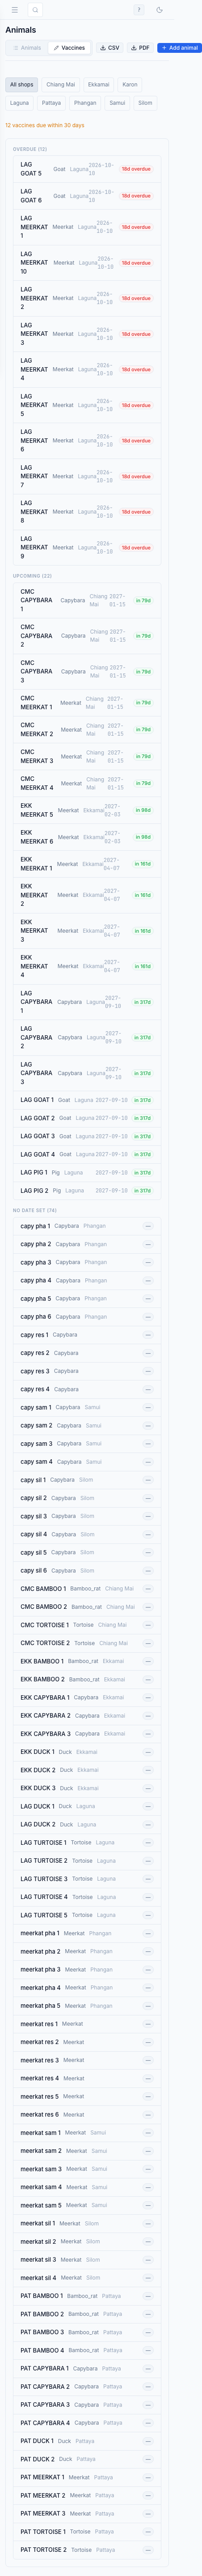 ?
Animals
Animals Vaccines CSV PDF + Add animal
All shops Chiang Mai Ekkamai Karon
Laguna Pattaya Phangan Samui Silom
12 vaccines due within 30 days
OVERDUE (12)
LAG GOAT 5 Goat Laguna 2026-10-10 18d overdue
LAG GOAT 6 Goat Laguna 2026-10-10 18d overdue
LAG MEERKAT 1 Meerkat Laguna 2026-10-10 18d overdue
LAG MEERKAT 10 Meerkat Laguna 2026-10-10 18d overdue
LAG MEERKAT 2 Meerkat Laguna 2026-10-10 18d overdue
LAG MEERKAT 3 Meerkat Laguna 2026-10-10 18d overdue
LAG MEERKAT 4 Meerkat Laguna 2026-10-10 18d overdue
LAG MEERKAT 5 Meerkat Laguna 2026-10-10 18d overdue
LAG MEERKAT 6 Meerkat Laguna 2026-10-10 18d overdue
LAG MEERKAT 7 Meerkat Laguna 2026-10-10 18d overdue
LAG MEERKAT 8 Meerkat Laguna 2026-10-10 18d overdue
LAG MEERKAT 9 Meerkat Laguna 2026-10-10 18d overdue
UPCOMING (22)
CMC CAPYBARA 1 Capybara Chiang Mai 2027-01-15 in 79d
CMC CAPYBARA 2 Capybara Chiang Mai 2027-01-15 in 79d
CMC CAPYBARA 3 Capybara Chiang Mai 2027-01-15 in 79d
CMC MEERKAT 1 Meerkat Chiang Mai 2027-01-15 in 79d
CMC MEERKAT 2 Meerkat Chiang Mai 2027-01-15 in 79d
CMC MEERKAT 3 Meerkat Chiang Mai 2027-01-15 in 79d
CMC MEERKAT 4 Meerkat Chiang Mai 2027-01-15 in 79d
EKK MEERKAT 5 Meerkat Ekkamai 2027-02-03 in 98d
EKK MEERKAT 6 Meerkat Ekkamai 2027-02-03 in 98d
EKK MEERKAT 1 Meerkat Ekkamai 2027-04-07 in 161d
EKK MEERKAT 2 Meerkat Ekkamai 2027-04-07 in 161d
EKK MEERKAT 3 Meerkat Ekkamai 2027-04-07 in 161d
EKK MEERKAT 4 Meerkat Ekkamai 2027-04-07 in 161d
LAG CAPYBARA 1 Capybara Laguna 2027-09-10 in 317d
LAG CAPYBARA 2 Capybara Laguna 2027-09-10 in 317d
LAG CAPYBARA 3 Capybara Laguna 2027-09-10 in 317d
LAG GOAT 1 Goat Laguna 2027-09-10 in 317d
LAG GOAT 2 Goat Laguna 2027-09-10 in 317d
LAG GOAT 3 Goat Laguna 2027-09-10 in 317d
LAG GOAT 4 Goat Laguna 2027-09-10 in 317d
LAG PIG 1 Pig Laguna 2027-09-10 in 317d
LAG PIG 2 Pig Laguna 2027-09-10 in 317d
NO DATE SET (74)
capy pha 1 Capybara Phangan —
capy pha 2 Capybara Phangan —
capy pha 3 Capybara Phangan —
capy pha 4 Capybara Phangan —
capy pha 5 Capybara Phangan —
capy pha 6 Capybara Phangan —
capy res 1 Capybara —
capy res 2 Capybara —
capy res 3 Capybara —
capy res 4 Capybara —
capy sam 1 Capybara Samui —
capy sam 2 Capybara Samui —
capy sam 3 Capybara Samui —
capy sam 4 Capybara Samui —
capy sil 1 Capybara Silom —
capy sil 2 Capybara Silom —
capy sil 3 Capybara Silom —
capy sil 4 Capybara Silom —
capy sil 5 Capybara Silom —
capy sil 6 Capybara Silom —
CMC BAMBOO 1 Bamboo_rat Chiang Mai —
CMC BAMBOO 2 Bamboo_rat Chiang Mai —
CMC TORTOISE 1 Tortoise Chiang Mai —
CMC TORTOISE 2 Tortoise Chiang Mai —
EKK BAMBOO 1 Bamboo_rat Ekkamai —
EKK BAMBOO 2 Bamboo_rat Ekkamai —
EKK CAPYBARA 1 Capybara Ekkamai —
EKK CAPYBARA 2 Capybara Ekkamai —
EKK CAPYBARA 3 Capybara Ekkamai —
EKK DUCK 1 Duck Ekkamai —
EKK DUCK 2 Duck Ekkamai —
EKK DUCK 3 Duck Ekkamai —
LAG DUCK 1 Duck Laguna —
LAG DUCK 2 Duck Laguna —
LAG TURTOISE 1 Tortoise Laguna —
LAG TURTOISE 2 Tortoise Laguna —
LAG TURTOISE 3 Tortoise Laguna —
LAG TURTOISE 4 Tortoise Laguna —
LAG TURTOISE 5 Tortoise Laguna —
meerkat pha 1 Meerkat Phangan —
meerkat pha 2 Meerkat Phangan —
meerkat pha 3 Meerkat Phangan —
meerkat pha 4 Meerkat Phangan —
meerkat pha 5 Meerkat Phangan —
meerkat res 1 Meerkat —
meerkat res 2 Meerkat —
meerkat res 3 Meerkat —
meerkat res 4 Meerkat —
meerkat res 5 Meerkat —
meerkat res 6 Meerkat —
meerkat sam 1 Meerkat Samui —
meerkat sam 2 Meerkat Samui —
meerkat sam 3 Meerkat Samui —
meerkat sam 4 Meerkat Samui —
meerkat sam 5 Meerkat Samui —
meerkat sil 1 Meerkat Silom —
meerkat sil 2 Meerkat Silom —
meerkat sil 3 Meerkat Silom —
meerkat sil 4 Meerkat Silom —
PAT BAMBOO 1 Bamboo_rat Pattaya —
PAT BAMBOO 2 Bamboo_rat Pattaya —
PAT BAMBOO 3 Bamboo_rat Pattaya —
PAT BAMBOO 4 Bamboo_rat Pattaya —
PAT CAPYBARA 1 Capybara Pattaya —
PAT CAPYBARA 2 Capybara Pattaya —
PAT CAPYBARA 3 Capybara Pattaya —
PAT CAPYBARA 4 Capybara Pattaya —
PAT DUCK 1 Duck Pattaya —
PAT DUCK 2 Duck Pattaya —
PAT MEERKAT 1 Meerkat Pattaya —
PAT MEERKAT 2 Meerkat Pattaya —
PAT MEERKAT 3 Meerkat Pattaya —
PAT TORTOISE 1 Tortoise Pattaya —
PAT TORTOISE 2 Tortoise Pattaya —